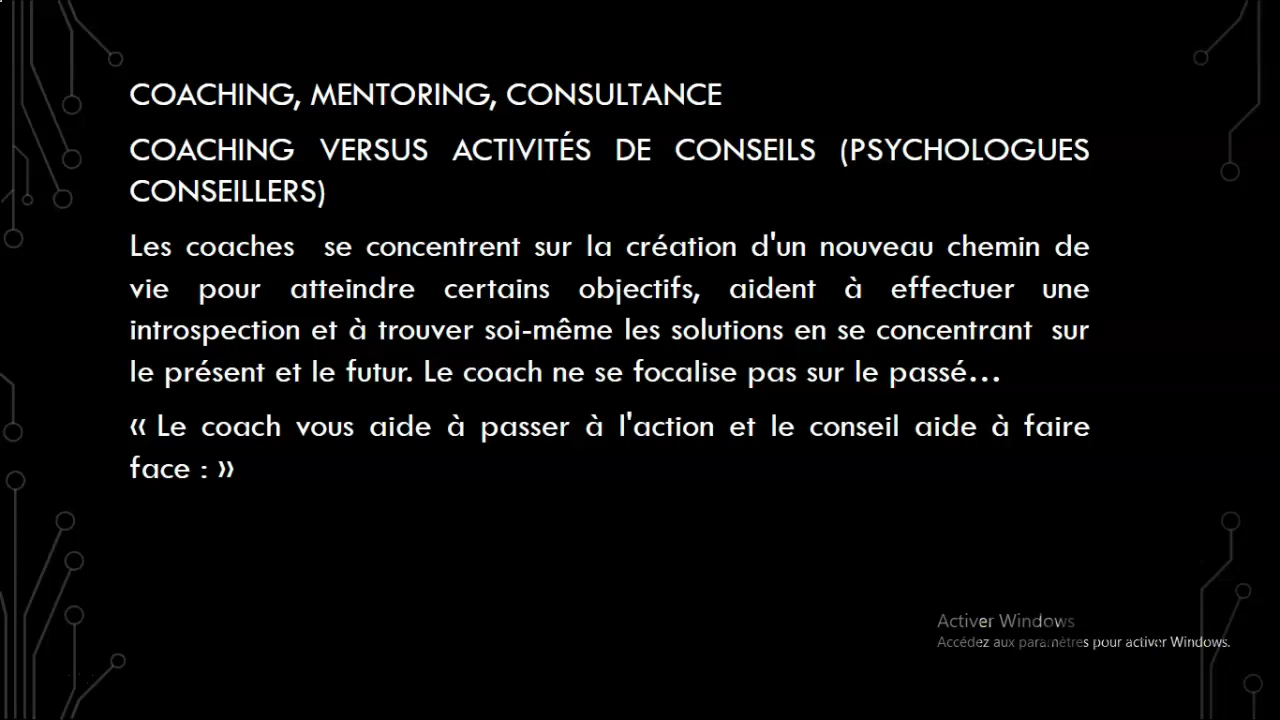 COACHING, MENTORING, CONSULTANCE
COACHING VERSUS ACTIVITÉS DE CONSEILS (PSYCHOLOGUES
CONSEILLERS)
Les coaches se concentrent sur la création d'un nouveau chemin de
vie pour atteindre certains objectifs, aident à effectuer une
introspection et à trouver soi-même les solutions en se concentrant sur
le présent et le futur. Le coach ne se focalise pas sur le passé...
« Le coach vous aide à passer à l'action et le conseil aide à faire
face : »
Activer Windows
Accédez aux paramètres pour activer Windows.